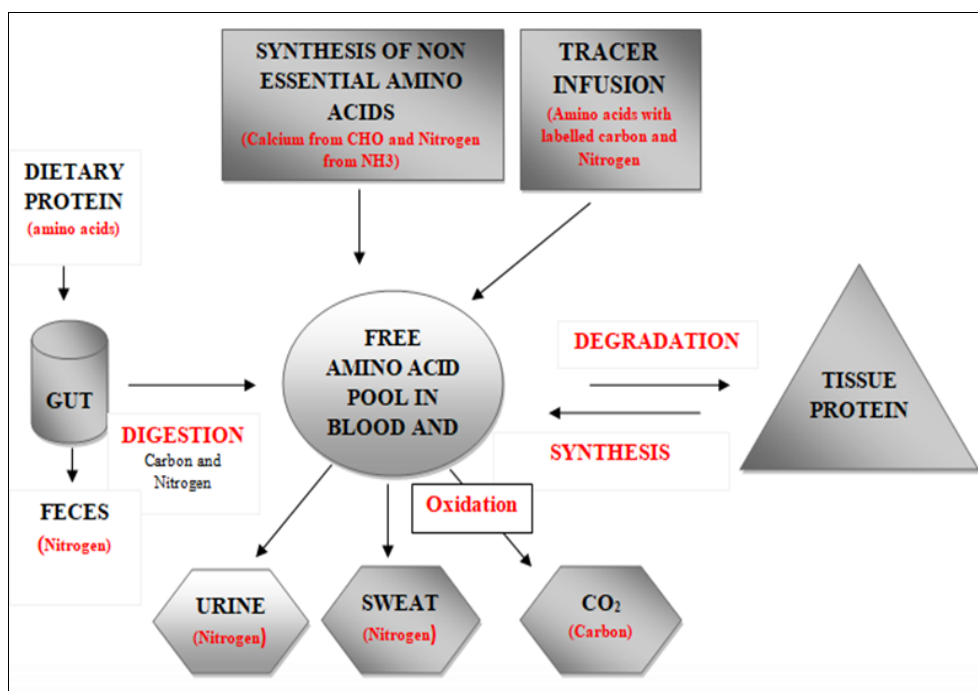 SYNTHESIS OF NON
ESSENTIAL AMINO
ACIDS
(Calcium from CHO and Nitrogen
from NH3)
TRACER
INFUSION
(Amino acids with
labelled carbon and
Nitrogen
DIETARY
PROTEIN
(amino acids)
GUT
DIGESTION
Carbon and
Nitrogen
FECES
(Nitrogen)
FREE
AMINO ACID
POOL IN
BLOOD AND
DEGRADATION
SYNTHESIS
TISSUE
PROTEIN
Oxidation
URINE
(Nitrogen)
SWEAT
(Nitrogen)
CO₂
(Carbon)